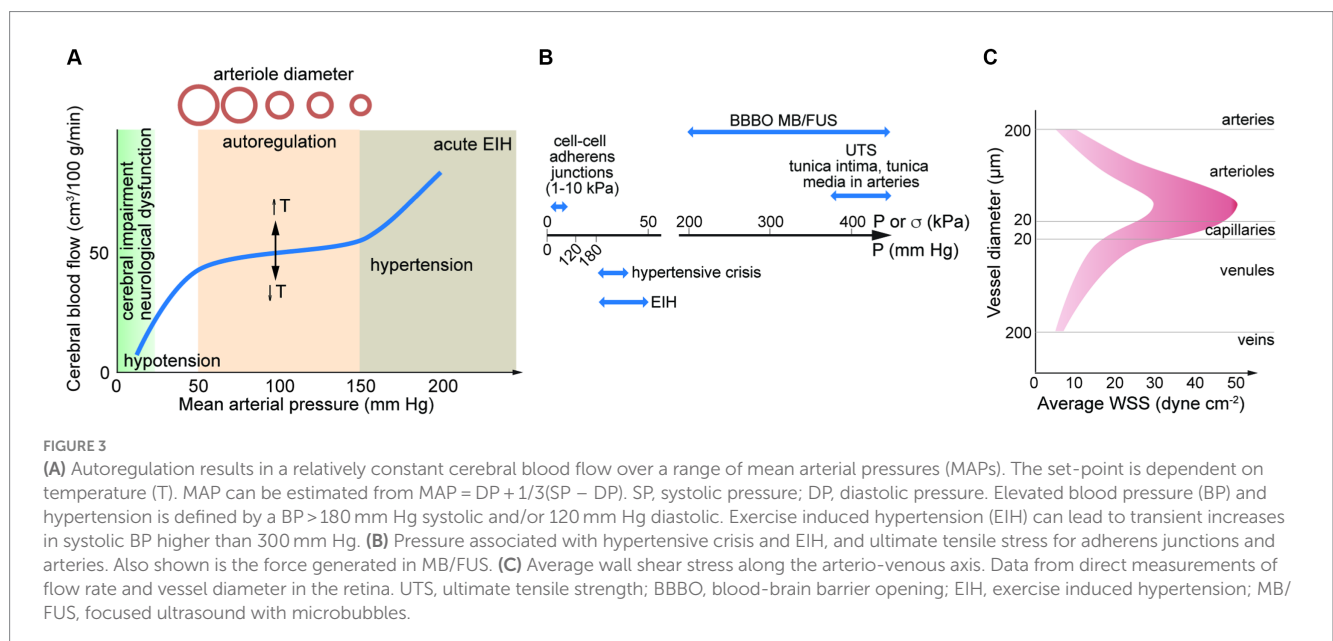 A
arteriole diameter
autoregulation
acute EIH
cerebral impairment
neurological dysfunction
↑T
↓T
hypertension
hypotension
Cerebral blood flow (cm³/100 g/min)
50
0
0 50 100 150 200
Mean arterial pressure (mm Hg)
B
BBBO MB/FUS
cell-cell
adherens
junctions
(1-10 kPa)
UTS
tunica intima, tunica
media in arteries
0 50 200 300 400 P or σ (kPa)
0 120 180 P (mm Hg)
hypertensive crisis
EIH
C
Vessel diameter (µm)
200
20
20
200
arteries
arterioles
capillaries
venules
veins
0 10 20 30 40 50
Average WSS (dyne cm⁻²)
FIGURE 3
(A) Autoregulation results in a relatively constant cerebral blood flow over a range of mean arterial pressures (MAPs). The set-point is dependent on
temperature (T). MAP can be estimated from MAP = DP + 1/3(SP – DP). SP, systolic pressure; DP, diastolic pressure. Elevated blood pressure (BP) and
hypertension is defined by a BP > 180 mm Hg systolic and/or 120 mm Hg diastolic. Exercise induced hypertension (EIH) can lead to transient increases
in systolic BP higher than 300 mm Hg. (B) Pressure associated with hypertensive crisis and EIH, and ultimate tensile stress for adherens junctions and
arteries. Also shown is the force generated in MB/FUS. (C) Average wall shear stress along the arterio-venous axis. Data from direct measurements of
flow rate and vessel diameter in the retina. UTS, ultimate tensile strength; BBBO, blood-brain barrier opening; EIH, exercise induced hypertension; MB/
FUS, focused ultrasound with microbubbles.